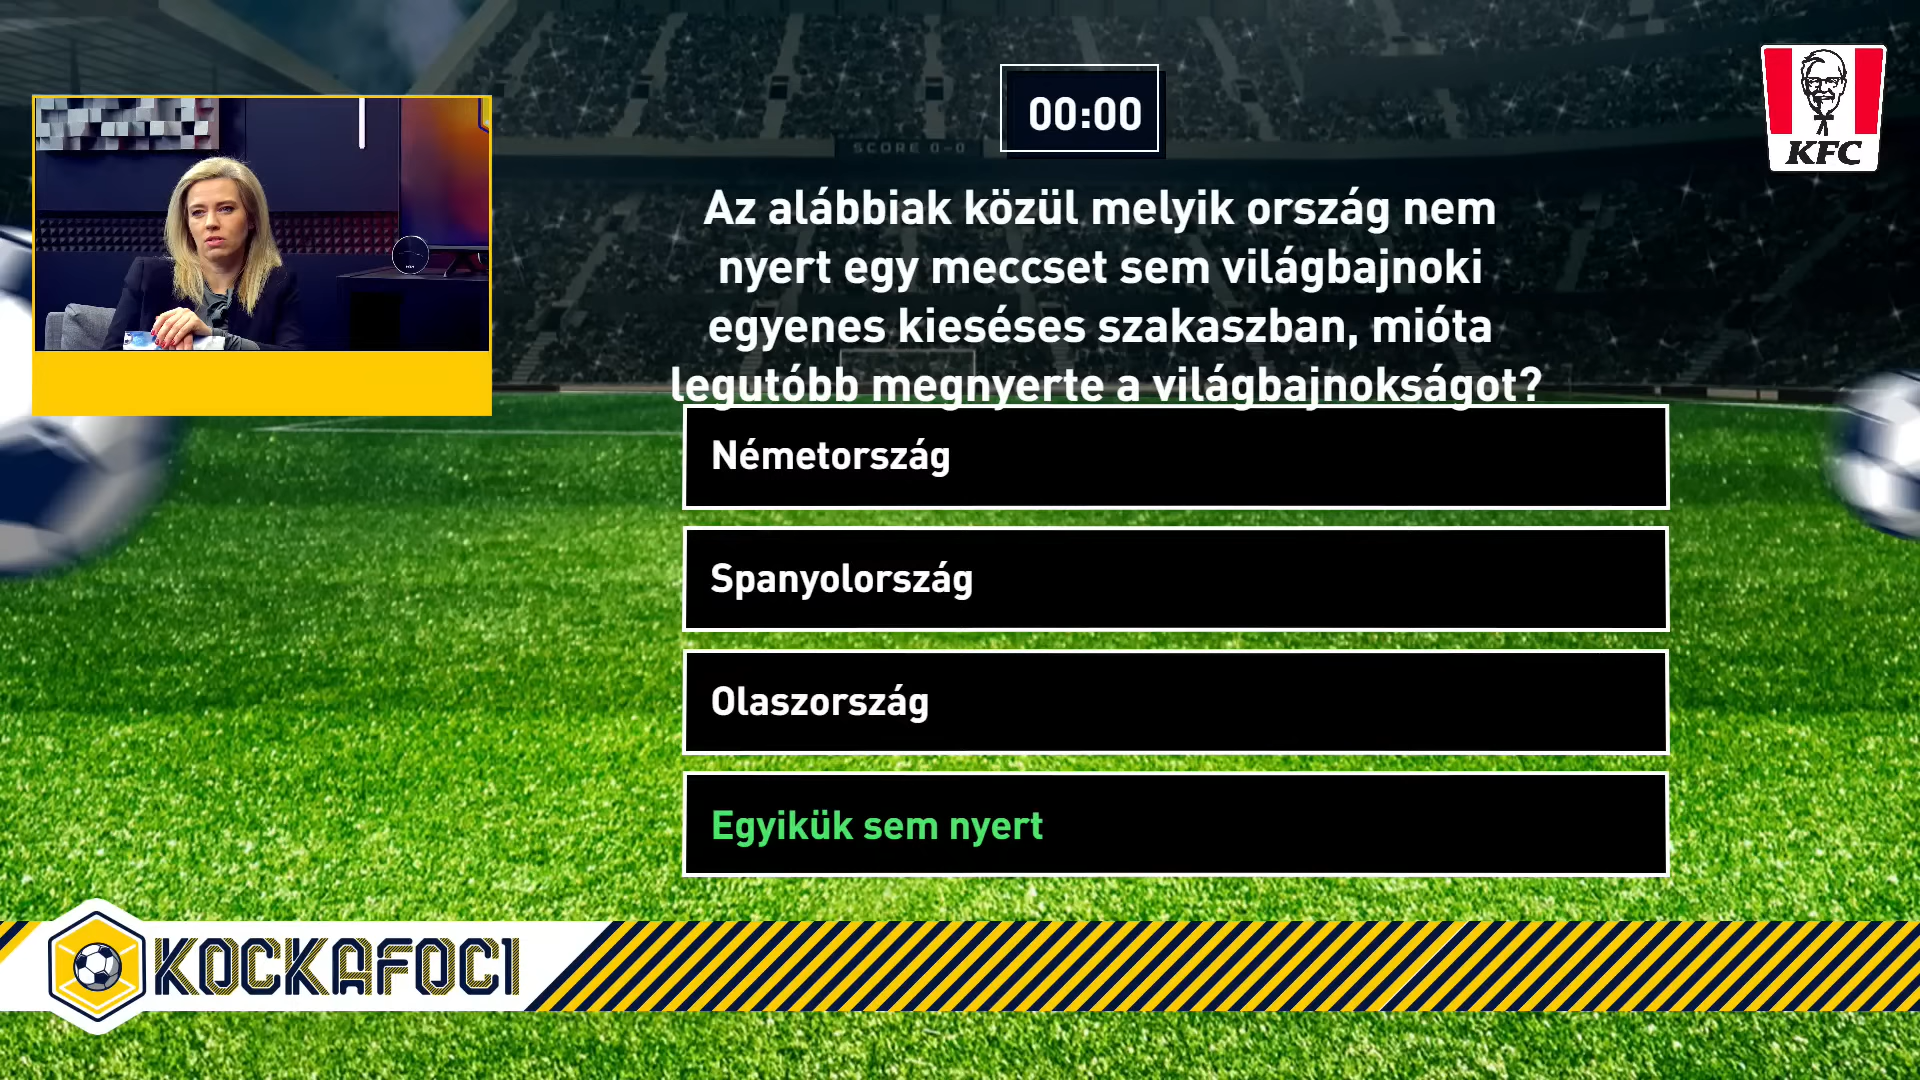 00:00
KFC
SCORE 0-0
Az alábbiak közül melyik ország nem
nyert egy meccset sem világbajnoki
egyenes kieséses szakaszban, mióta
legutóbb megnyerte a világbajnokságot?
Németország
Spanyolország
Olaszország
Egyikük sem nyert
KOCKAFOCI